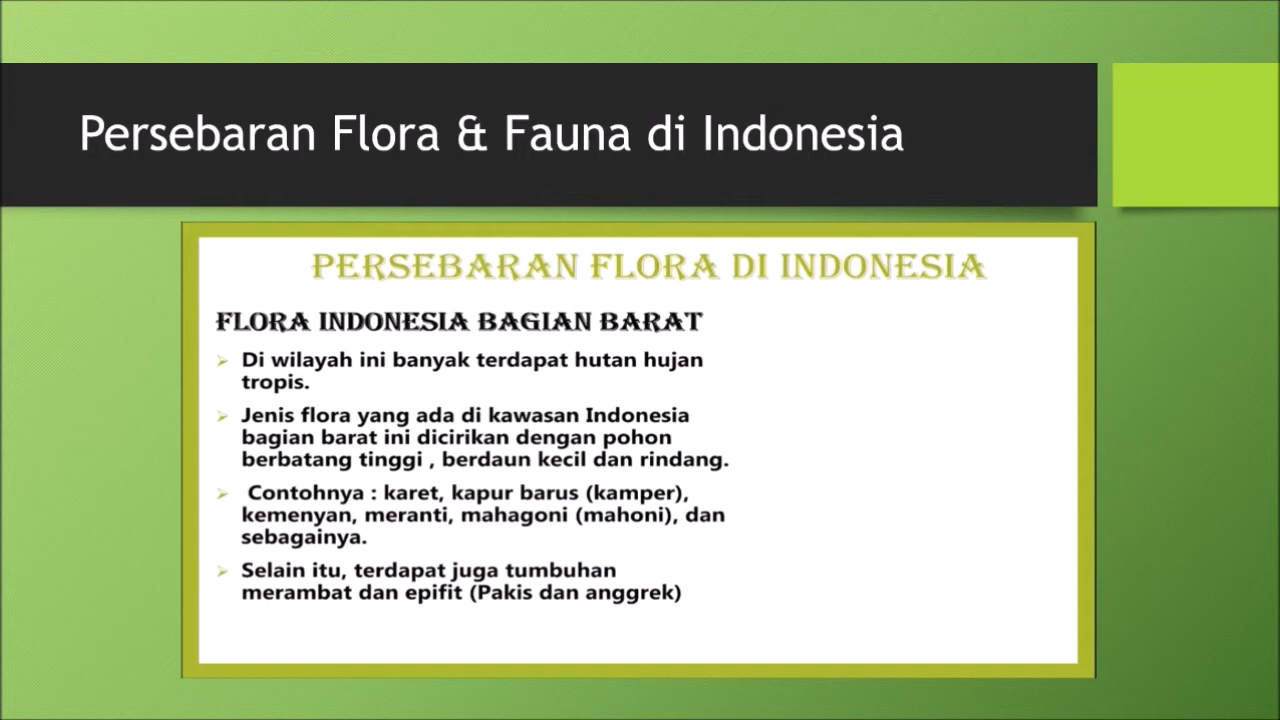 Persebaran Flora & Fauna di Indonesia
PERSEBARAN FLORA DI INDONESIA
FLORA INDONESIA BAGIAN BARAT
Di wilayah ini banyak terdapat hutan hujan
tropis.
Jenis flora yang ada di kawasan Indonesia
bagian barat ini dicirikan dengan pohon
berbatang tinggi , berdaun kecil dan rindang.
Contohnya : karet, kapur barus (kamper),
kemenyan, meranti, mahagoni (mahoni), dan
sebagainya.
Selain itu, terdapat juga tumbuhan
merambat dan epifit (Pakis dan anggrek)